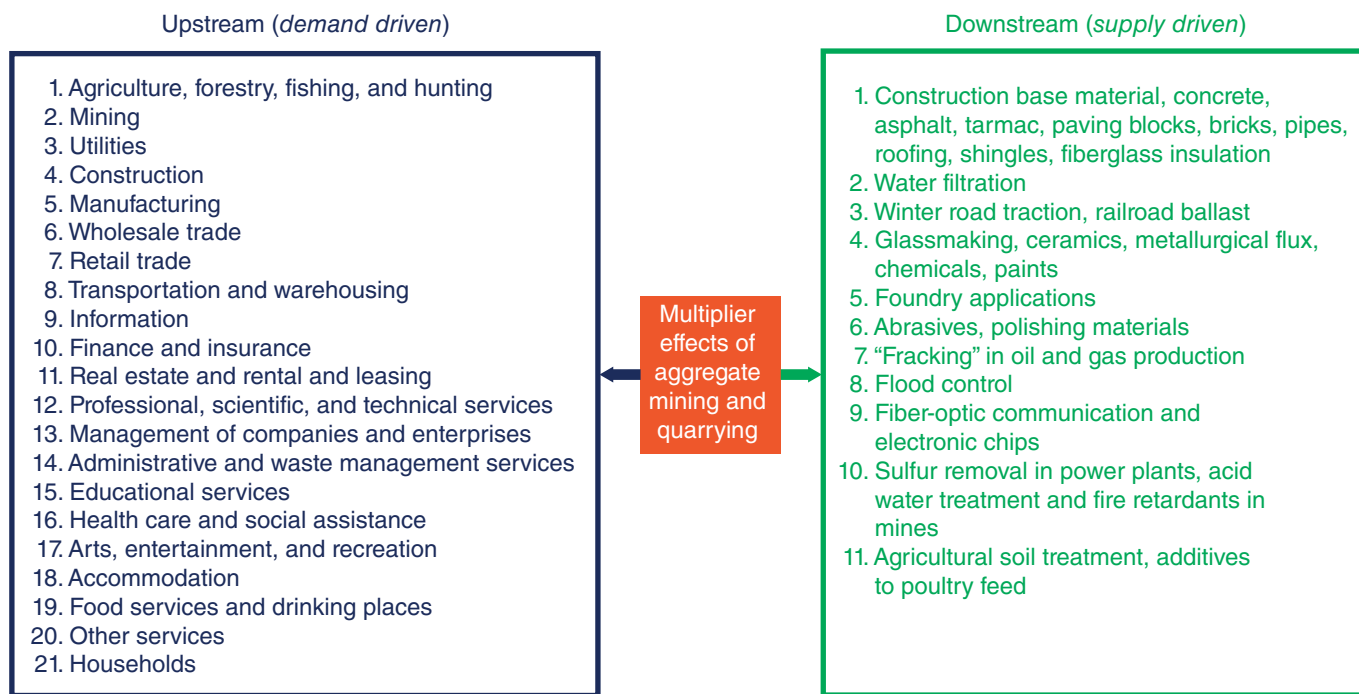 Upstream (demand driven)
1. Agriculture, forestry, fishing, and hunting
2. Mining
3. Utilities
4. Construction
5. Manufacturing
6. Wholesale trade
7. Retail trade
8. Transportation and warehousing
9. Information
10. Finance and insurance
11. Real estate and rental and leasing
12. Professional, scientific, and technical services
13. Management of companies and enterprises
14. Administrative and waste management services
15. Educational services
16. Health care and social assistance
17. Arts, entertainment, and recreation
18. Accommodation
19. Food services and drinking places
20. Other services
21. Households
Multiplier
effects of
aggregate
mining and
quarrying
Downstream (supply driven)
1. Construction base material, concrete,
asphalt, tarmac, paving blocks, bricks, pipes,
roofing, shingles, fiberglass insulation
2. Water filtration
3. Winter road traction, railroad ballast
4. Glassmaking, ceramics, metallurgical flux,
chemicals, paints
5. Foundry applications
6. Abrasives, polishing materials
7. “Fracking” in oil and gas production
8. Flood control
9. Fiber-optic communication and
electronic chips
10. Sulfur removal in power plants, acid
water treatment and fire retardants in
mines
11. Agricultural soil treatment, additives
to poultry feed